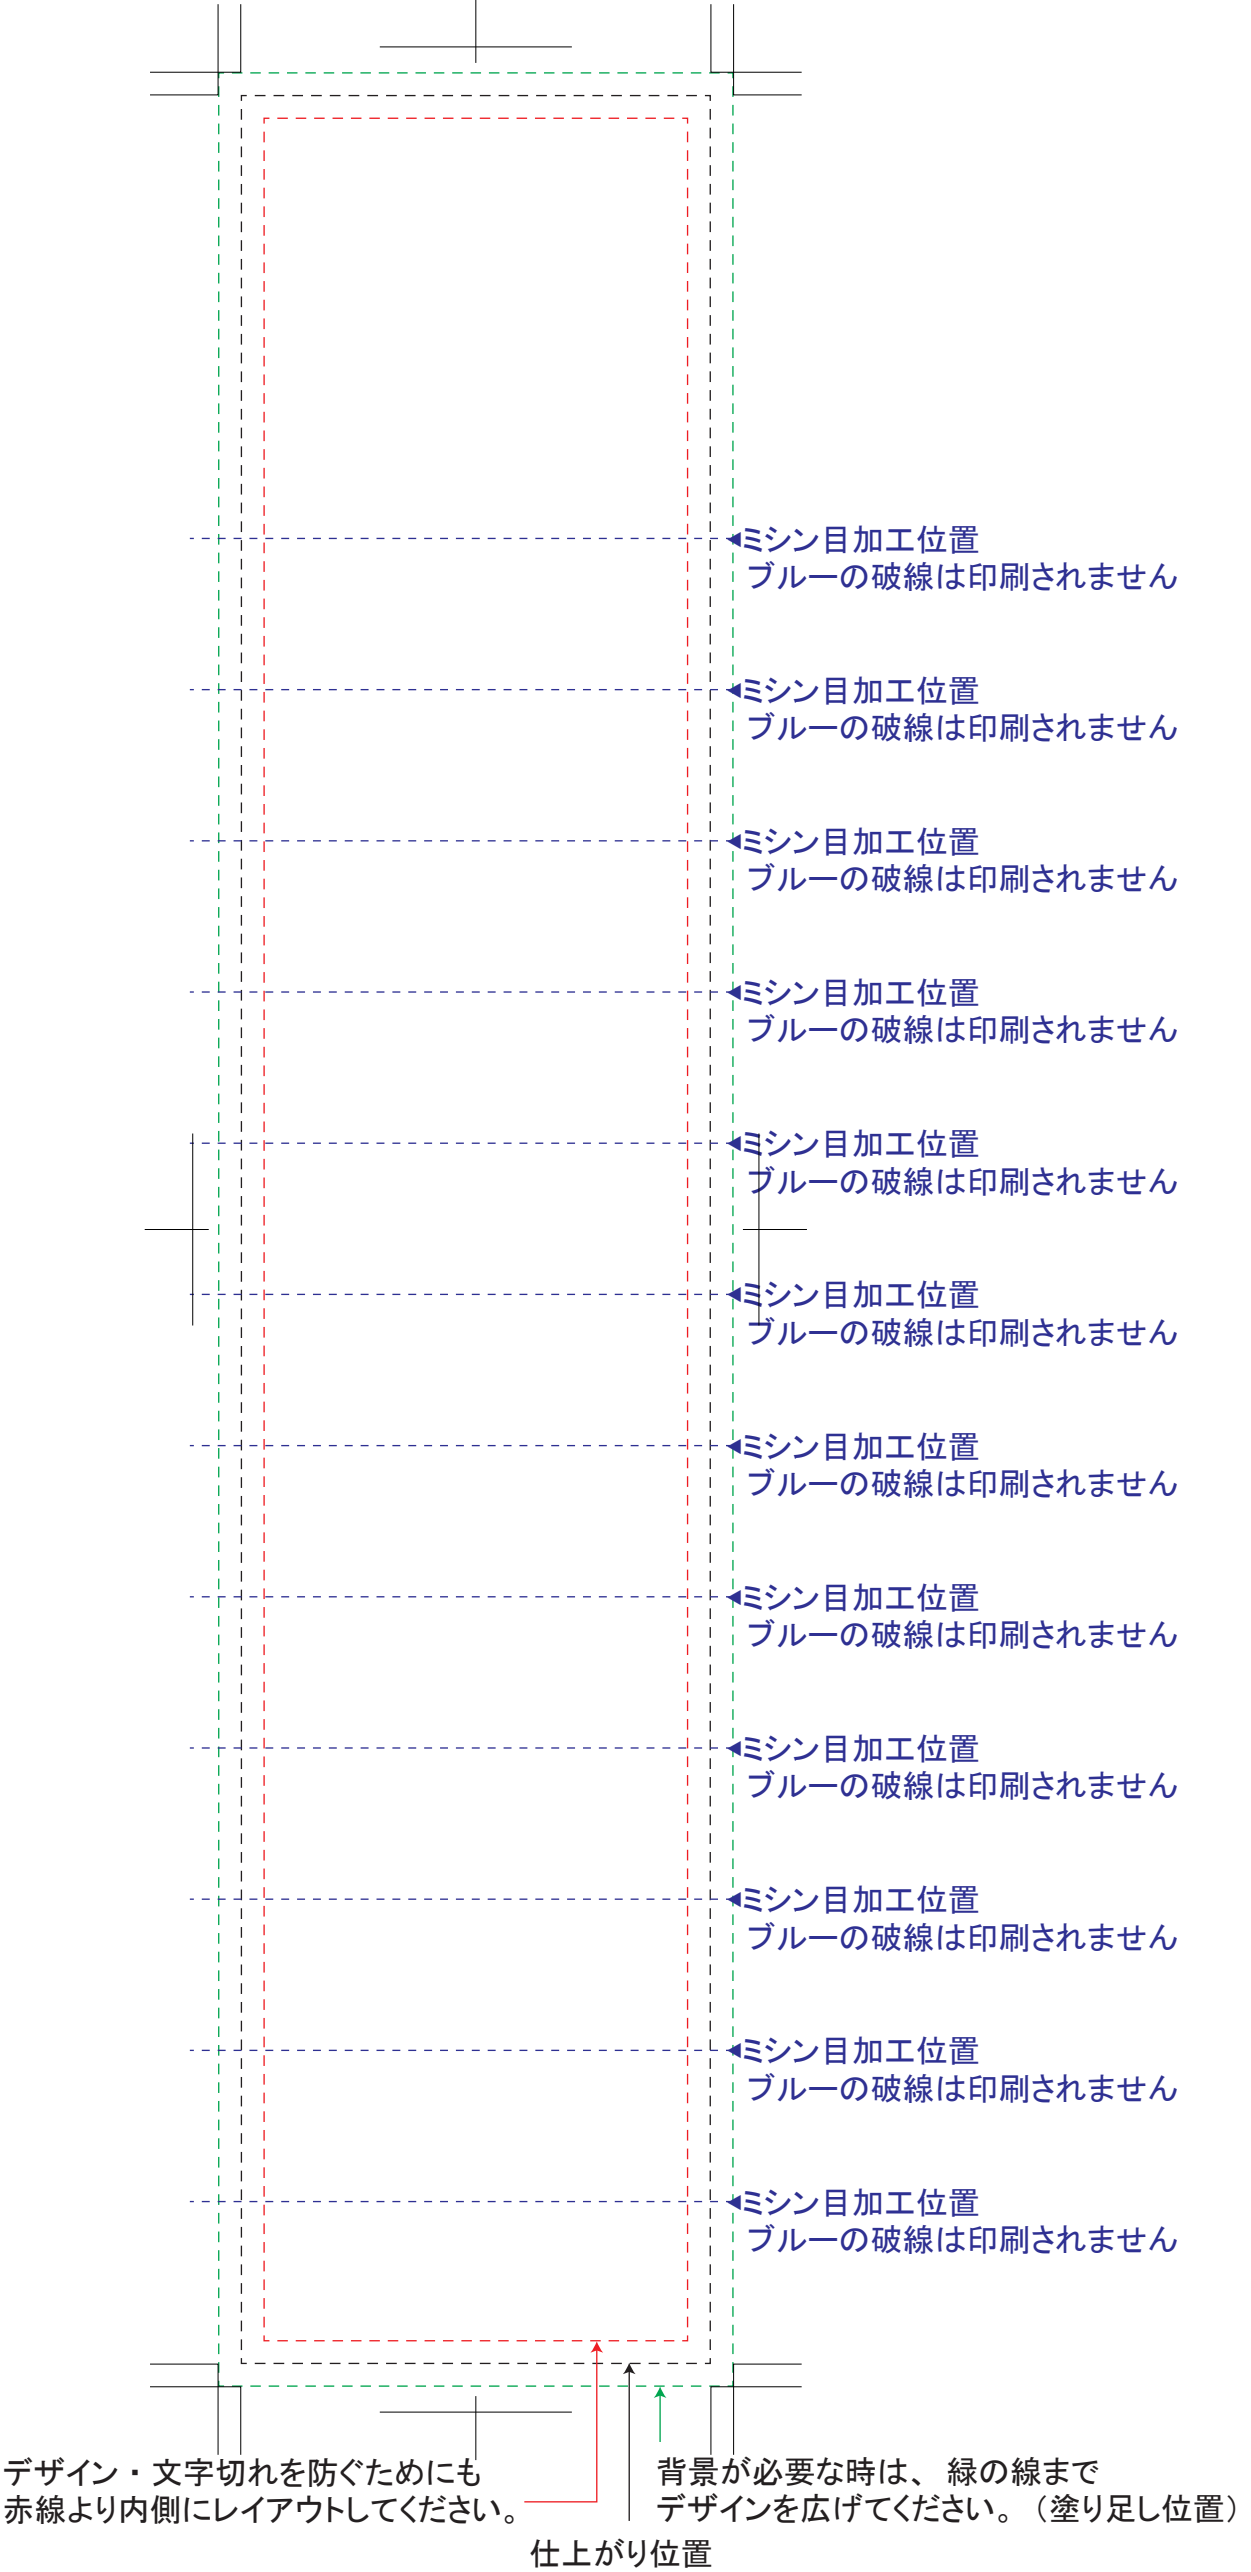 ミシン目加工位置
ブルーの破線は印刷されません
ミシン目加工位置
ブルーの破線は印刷されません
ミシン目加工位置
ブルーの破線は印刷されません
ミシン目加工位置
ブルーの破線は印刷されません
ミシン目加工位置
ブルーの破線は印刷されません
ミシン目加工位置
ブルーの破線は印刷されません
ミシン目加工位置
ブルーの破線は印刷されません
ミシン目加工位置
ブルーの破線は印刷されません
ミシン目加工位置
ブルーの破線は印刷されません
ミシン目加工位置
ブルーの破線は印刷されません
ミシン目加工位置
ブルーの破線は印刷されません
ミシン目加工位置
ブルーの破線は印刷されません
デザイン・文字切れを防ぐためにも
赤線より内側にレイアウトしてください。
背景が必要な時は、緑の線まで
デザインを広げてください。（塗り足し位置）
仕上がり位置